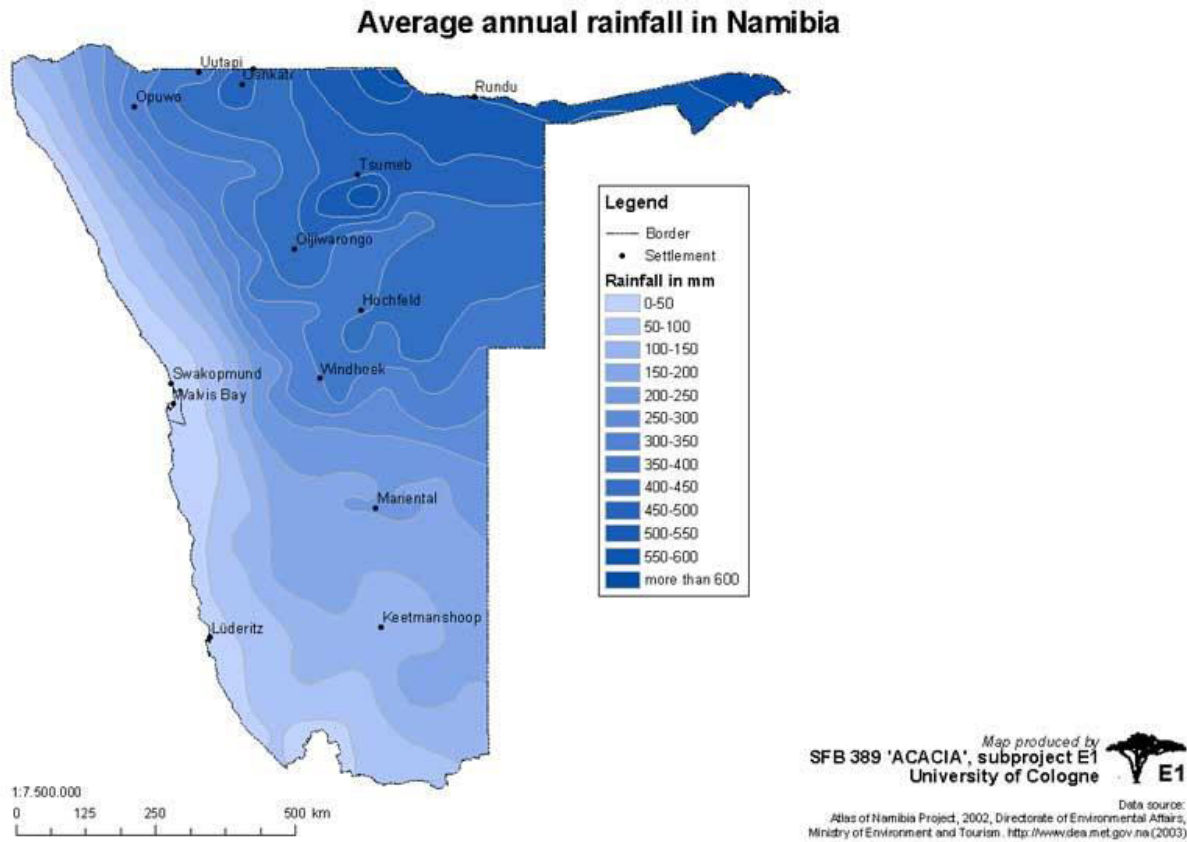 Average annual rainfall in Namibia
Uutapi
Oshkati
Opuwo
Rundu
Tsumeb
Otjiwarongo
Hochfeld
Windhoek
Swakopmund
Walvis Bay
Mariental
Keetmanshoop
Lüderitz
Legend
Border
Settlement
Rainfall in mm
0-50
50-100
100-150
150-200
200-250
250-300
300-350
350-400
400-450
450-500
500-550
550-600
more than 600
1:7.500.000
0 125 250 500 km
Map produced by
SFB 389 'ACACIA', subproject E1
University of Cologne
E1
Data source:
Atlas of Namibia Project, 2002, Directorate of Environmental Affairs,
Ministry of Environment and Tourism. http://www.dea.met.gov.na (2003)